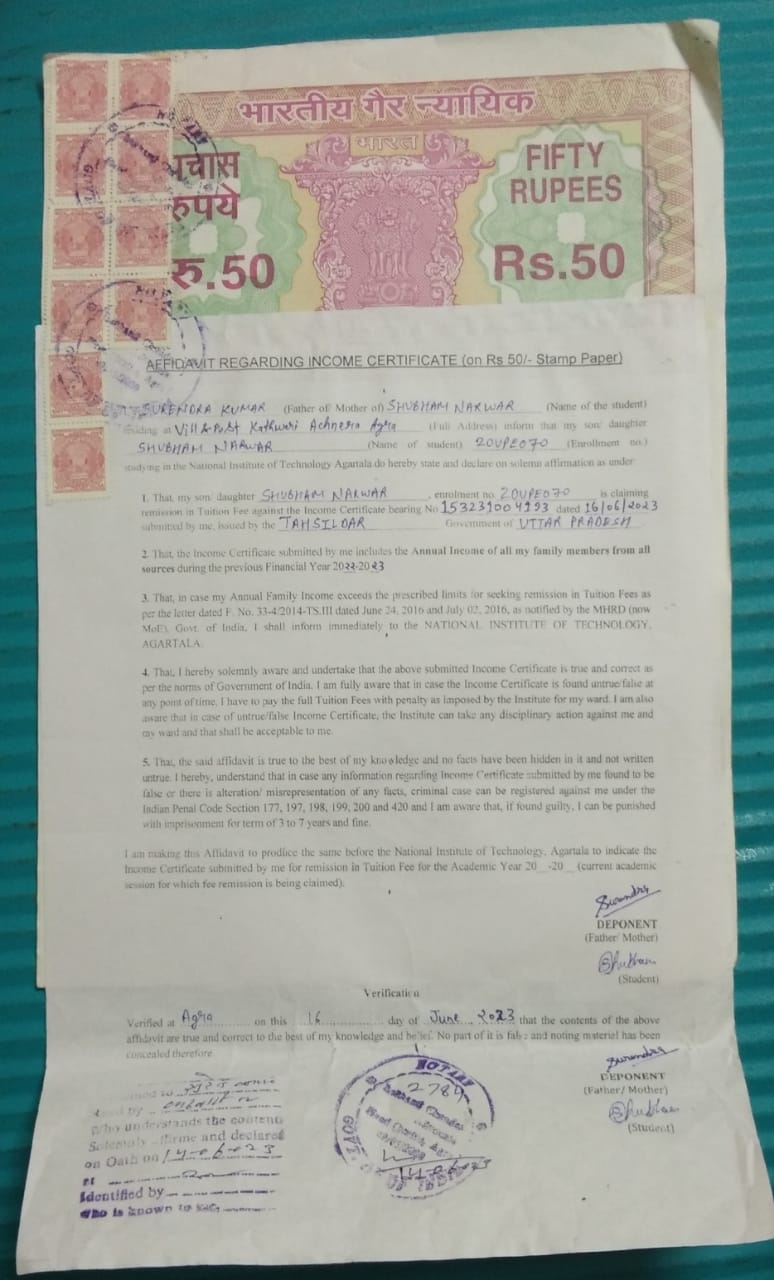 भारतीय गैर न्यायिक
भारत
पचास
रुपये
रु.50
FIFTY
RUPEES
Rs.50
AFFIDAVIT REGARDING INCOME CERTIFICATE (on Rs 50/- Stamp Paper)
SURENDRA KUMAR (Father of/ Mother of) SHUBHAM NARWAR (Name of the student)
residing at Vill & Post Kathwari Achnera Agra (Full Address) inform that my son/ daughter
SHUBHAM NARWAR (Name of student) 20UPE070 (Enrollment no.)
studying in the National Institute of Technology Agartala do hereby state and declare on solemn affirmation as under
1. That, my son/ daughter SHUBHAM NARWAR, enrolment no. 20UPE070 is claiming
remission in Tuition Fee against the Income Certificate bearing No 153231004193 dated 16/06/2023
submitted by me, issued by the TAHSILDAR Government of UTTAR PRADESH
2. That, the Income Certificate submitted by me includes the Annual Income of all my family members from all
sources during the previous Financial Year 2022-2023
3. That, in case my Annual Family Income exceeds the prescribed limits for seeking remission in Tuition Fees as
per the letter dated F. No. 33-4/2014-TS.III dated June 24, 2016 and July 02, 2016, as notified by the MHRD (now
MoE), Govt. of India, I shall inform immediately to the NATIONAL INSTITUTE OF TECHNOLOGY,
AGARTALA.
4. That, I hereby solemnly aware and undertake that the above submitted Income Certificate is true and correct as
per the norms of Government of India. I am fully aware that in case the Income Certificate is found untrue/false at
any point of time, I have to pay the full Tuition Fees with penalty as imposed by the Institute for my ward. I am also
aware that in case of untrue/false Income Certificate, the Institute can take any disciplinary action against me and
my ward and that shall be acceptable to me.
5. That, the said affidavit is true to the best of my knowledge and no facts have been hidden in it and not written
untrue. I hereby, understand that in case any information regarding Income Certificate submitted by me found to be
false or there is alteration/ misrepresentation of any facts, criminal case can be registered against me under the
Indian Penal Code Section 177, 197, 198, 199, 200 and 420 and I am aware that, if found guilty, I can be punished
with imprisonment for term of 3 to 7 years and fine.
I am making this Affidavit to produce the same before the National Institute of Technology, Agartala to indicate the
Income Certificate submitted by me for remission in Tuition Fee for the Academic Year 20__-20__ (current academic
session for which fee remission is being claimed).
Surendra
DEPONENT
(Father/ Mother)
Shubham
(Student)
Verification
Verified at Agra on this 16 day of June 2023 that the contents of the above
affidavit are true and correct to the best of my knowledge and belief. No part of it is false and noting material has been
concealed therefore.
Surendra
DEPONENT
(Father/ Mother)
Shubham
(Student)
who understands the contents
Solemnly affirme and declared
on Oath on 14-06-023
at
Identified by
who is known to me
NOTARY
2784
Advocate
14-06-023
GOVT OF INDIA